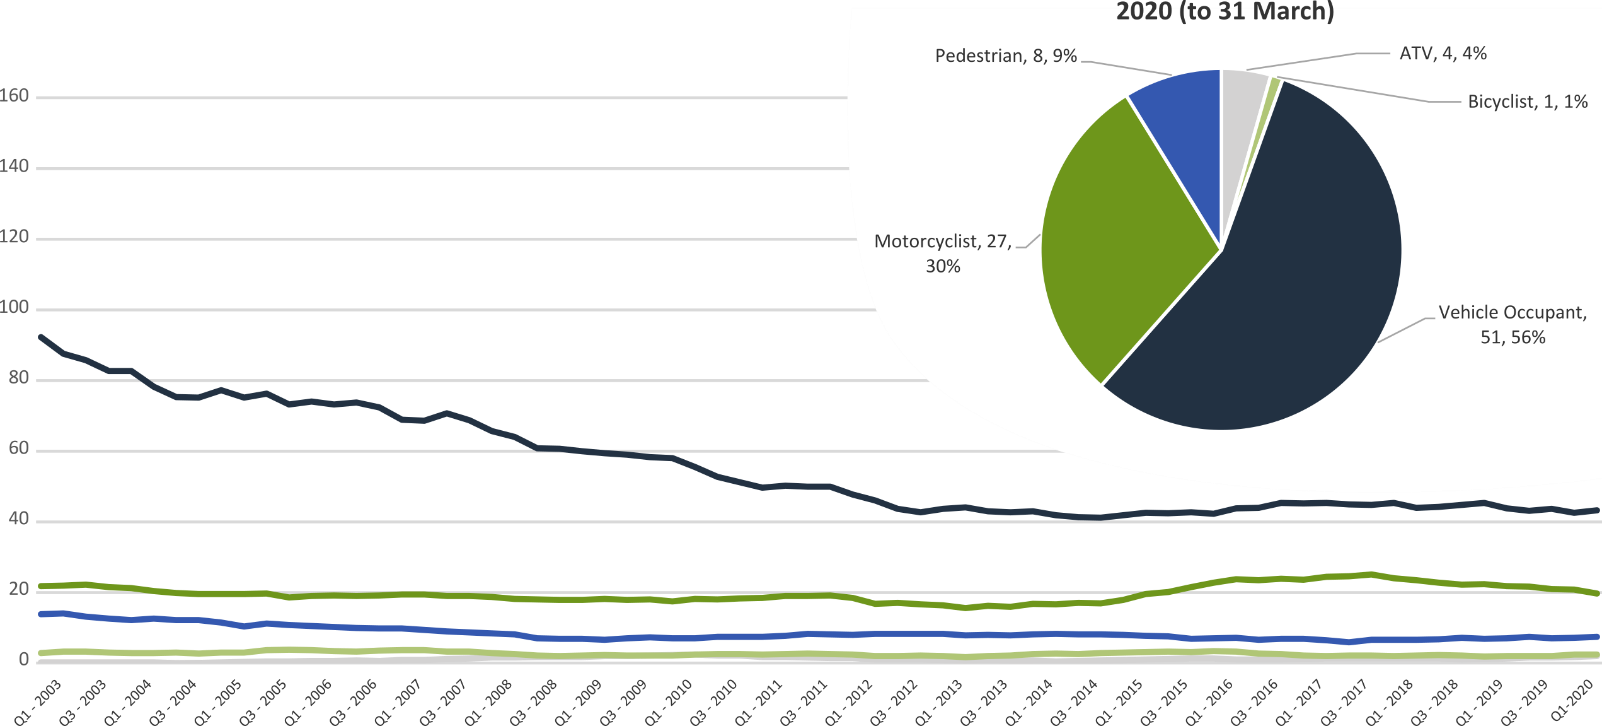 2020 (to 31 March)
Pedestrian, 8, 9%
ATV, 4, 4%
Bicyclist, 1, 1%
Motorcyclist, 27,
30%
Vehicle Occupant,
51, 56%
160
140
120
100
80
60
40
20
0
Q1 - 2003
Q3 - 2003
Q1 - 2004
Q3 - 2004
Q1 - 2005
Q3 - 2005
Q1 - 2006
Q3 - 2006
Q1 - 2007
Q3 - 2007
Q1 - 2008
Q3 - 2008
Q1 - 2009
Q3 - 2009
Q1 - 2010
Q3 - 2010
Q1 - 2011
Q3 - 2011
Q1 - 2012
Q3 - 2012
Q1 - 2013
Q3 - 2013
Q1 - 2014
Q3 - 2014
Q1 - 2015
Q3 - 2015
Q1 - 2016
Q3 - 2016
Q1 - 2017
Q3 - 2017
Q1 - 2018
Q3 - 2018
Q1 - 2019
Q3 - 2019
Q1-2020